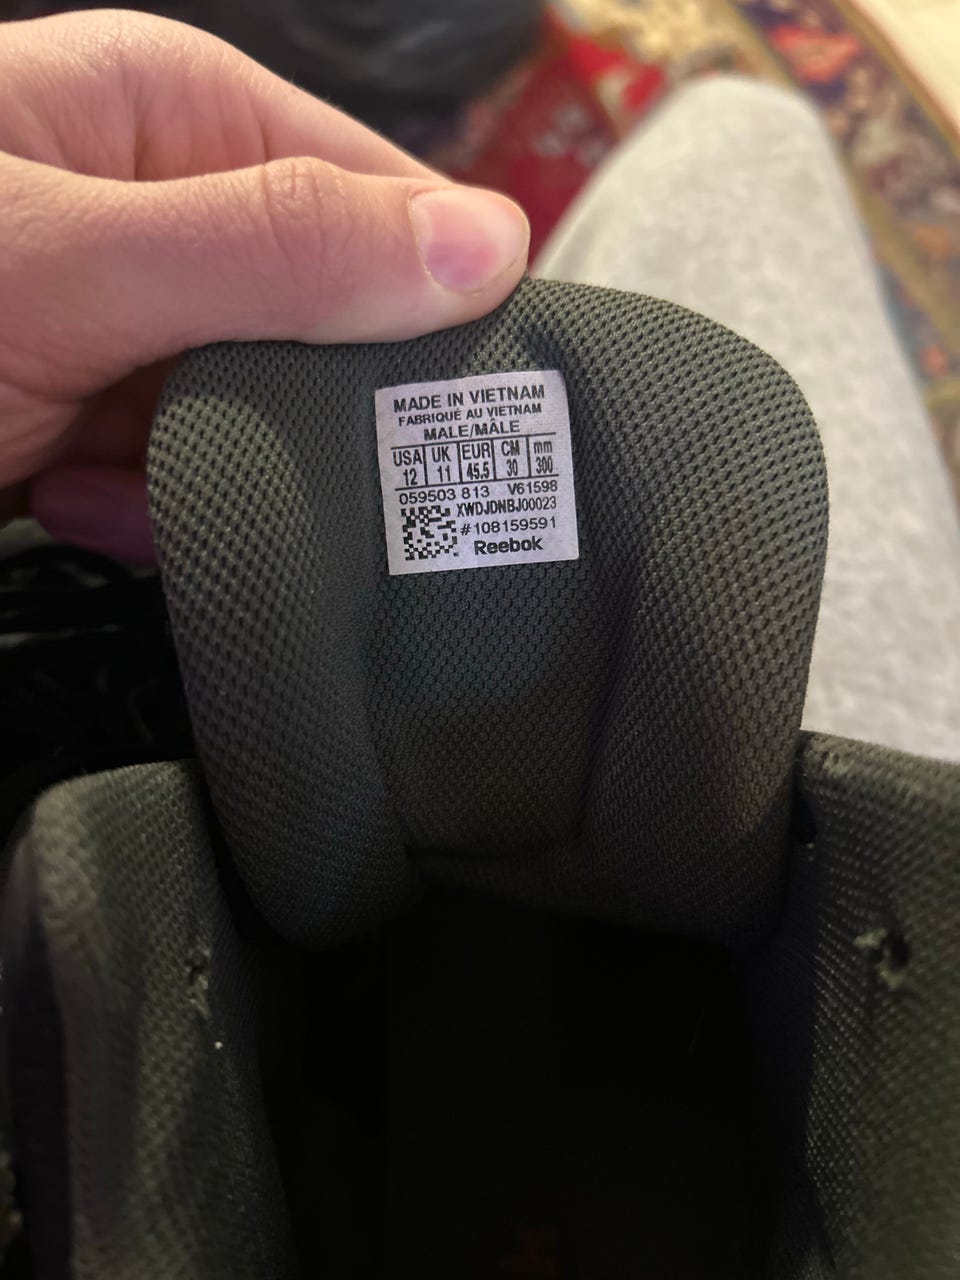 MADE IN VIETNAM
FABRIQUÉ AU VIETNAM
MALE/MÂLE
USA UK EUR CM mm
12 11 45.5 30 300
059503 813 V61598
XWDJDNBJ00023
#108159591
Reebok